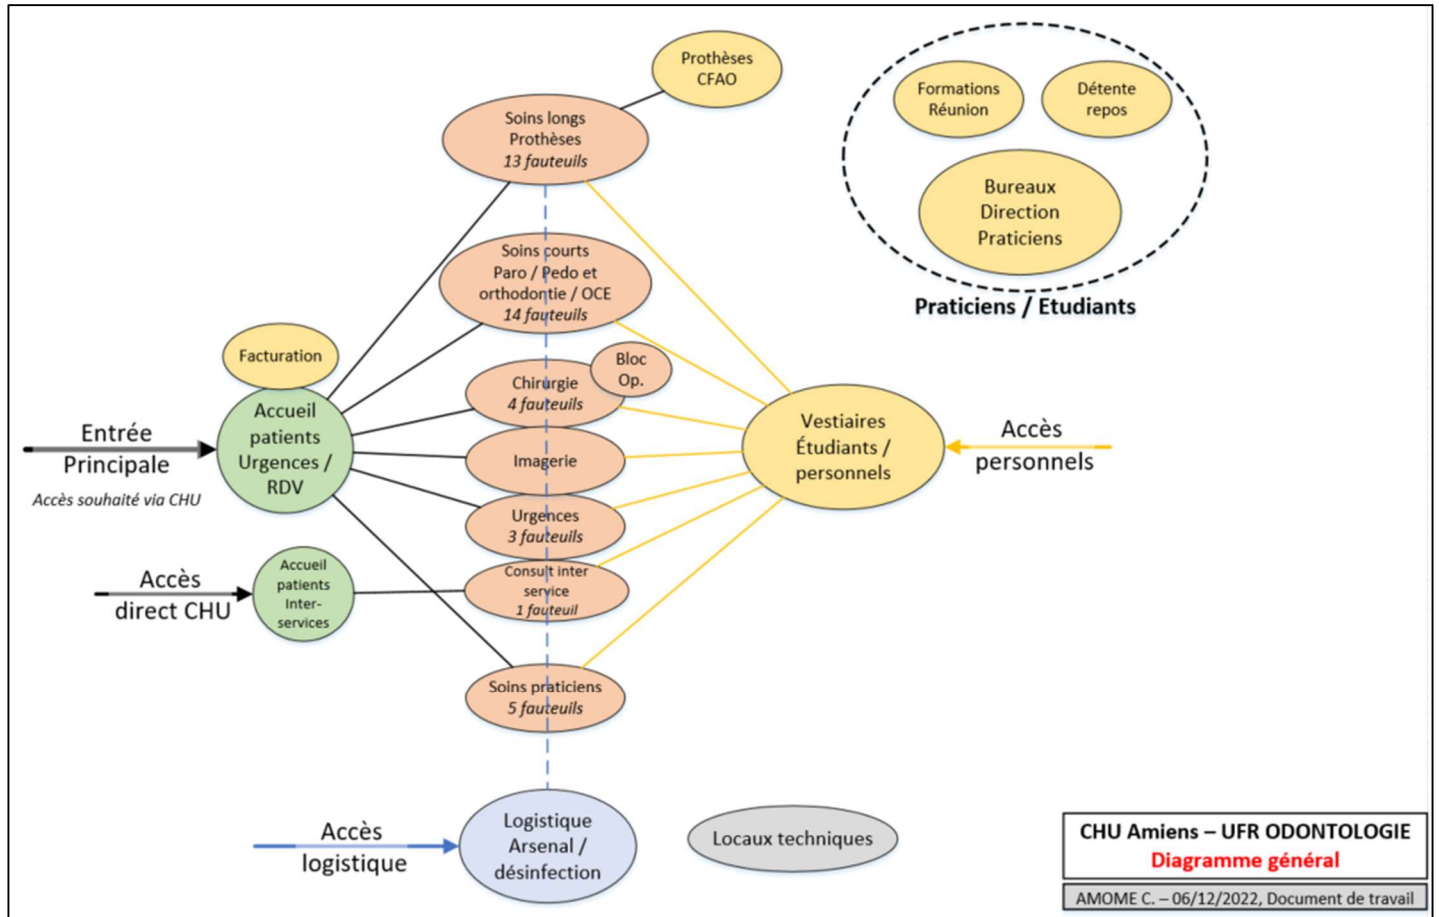 Prothèses
CFAO
Formations
Réunion
Détente
repos
Soins longs
Prothèses
13 fauteuils
Bureaux
Direction
Praticiens
Praticiens / Etudiants
Soins courts
Paro / Pedo et
orthodontie / OCE
14 fauteuils
Facturation
Bloc
Op.
Chirurgie
4 fauteuils
Accueil
patients
Urgences /
RDV
Entrée
Principale
Accès souhaité via CHU
Imagerie
Vestiaires
Étudiants /
personnels
Accès
personnels
Urgences
3 fauteuils
Accès
direct CHU
Accueil
patients
Inter-
services
Consult inter
service
1 fauteuil
Soins praticiens
5 fauteuils
Accès
logistique
Logistique
Arsenal /
désinfection
Locaux techniques
CHU Amiens – UFR ODONTOLOGIE
Diagramme général
AMOME C. – 06/12/2022, Document de travail